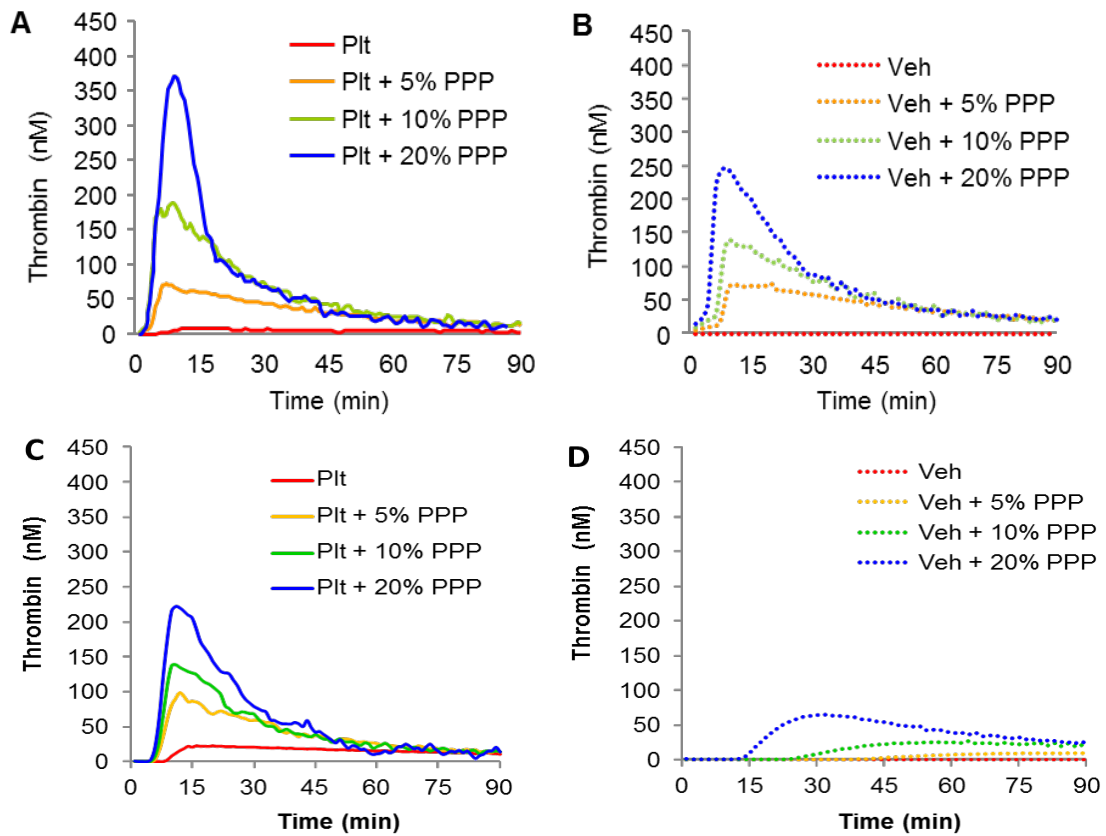 A
450
400
350
300
250
200
150
100
50
0
Thrombin (nM)
Plt
Plt + 5% PPP
Plt + 10% PPP
Plt + 20% PPP
0 15 30 45 60 75 90
Time (min)
B
450
400
350
300
250
200
150
100
50
0
Thrombin (nM)
Veh
Veh + 5% PPP
Veh + 10% PPP
Veh + 20% PPP
0 15 30 45 60 75 90
Time (min)
C
450
400
350
300
250
200
150
100
50
0
Thrombin (nM)
Plt
Plt + 5% PPP
Plt + 10% PPP
Plt + 20% PPP
0 15 30 45 60 75 90
Time (min)
D
450
400
350
300
250
200
150
100
50
0
Thrombin (nM)
Veh
Veh + 5% PPP
Veh + 10% PPP
Veh + 20% PPP
0 15 30 45 60 75 90
Time (min)